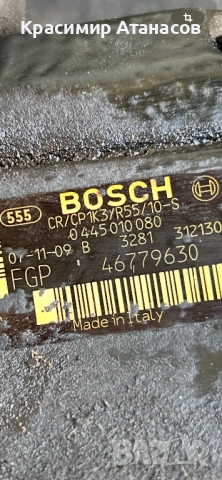 Красимир Атанасов
555 BOSCH
CR/CP1K3/R55/10-S
0 445 010 080
07-11-09 B 3281 312130
FGP 46779630
Made in Italy
BAZAR